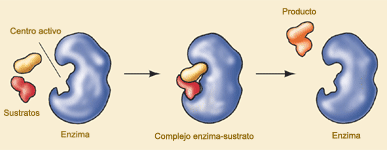 Centro activo
Sustratos
Enzima
Complejo enzima-sustrato
Producto
Enzima